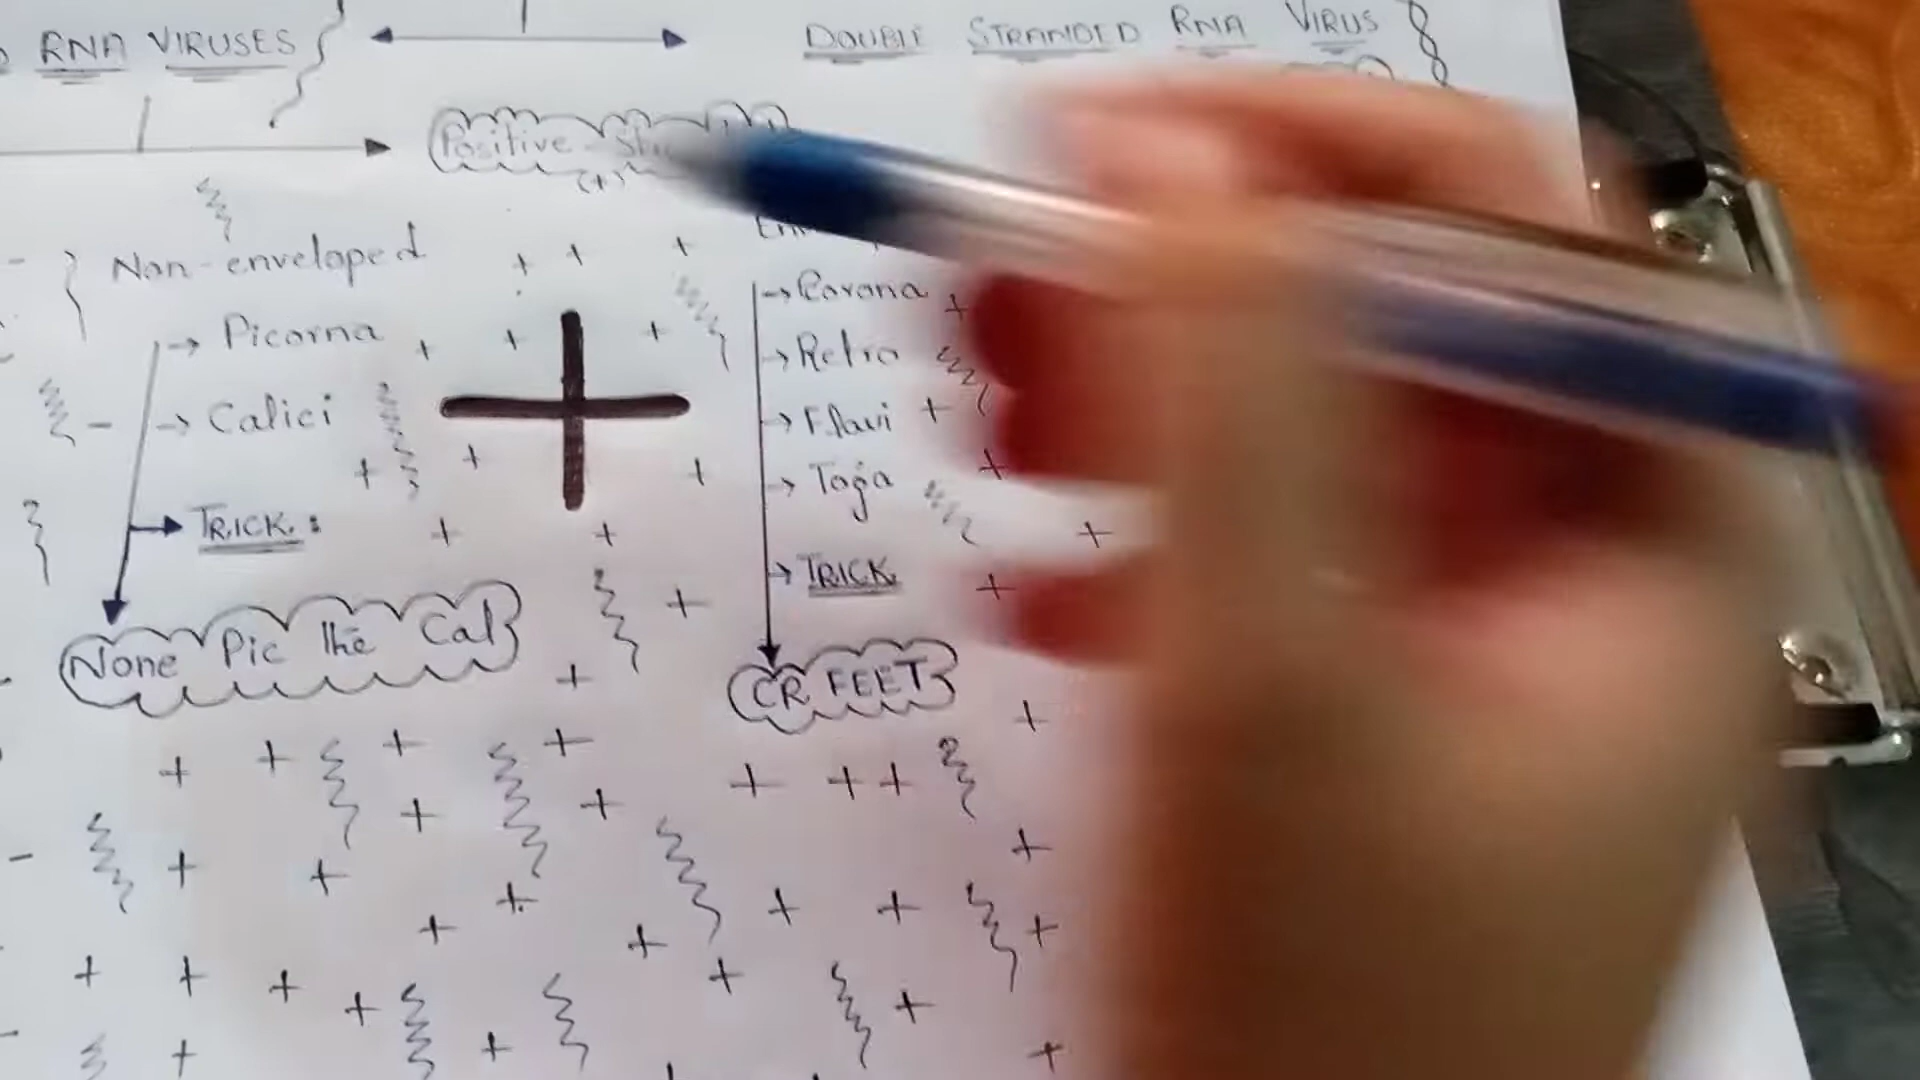 RNA VIRUSES
DOUBLE STRANDED RNA VIRUS
Positive -
(+)
Non-enveloped
→ Picorna
→ Calici
→ TRICK :
None Pic the Cal
→ Corona
→ Retro
→ Flavi
→ Toga
→ TRICK
CR FEET